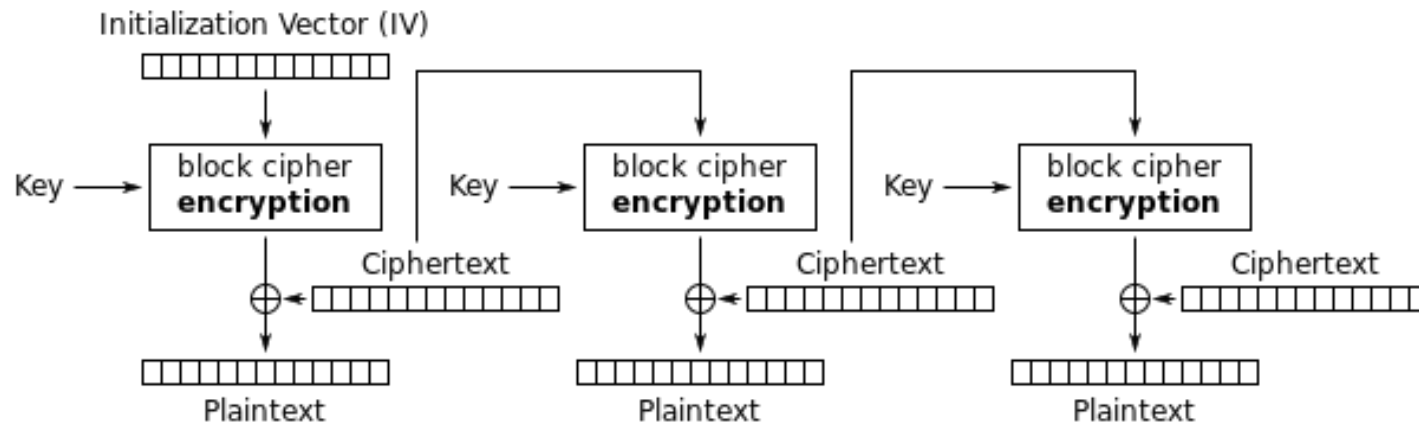 Initialization Vector (IV)
Key
block cipher
encryption
Key
block cipher
encryption
Key
block cipher
encryption
Ciphertext
Ciphertext
Ciphertext
Plaintext
Plaintext
Plaintext